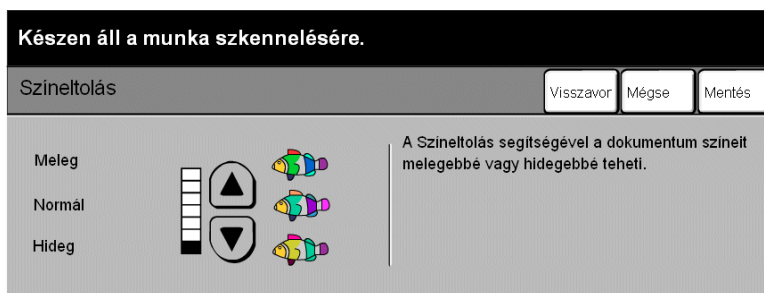 Készen áll a munka szkennelésére.
Színeltolás
Visszavor
Mégse
Mentés
Meleg
Normál
Hideg
A Színeltolás segítségével a dokumentum színeit
melegebbé vagy hidegebbé teheti.